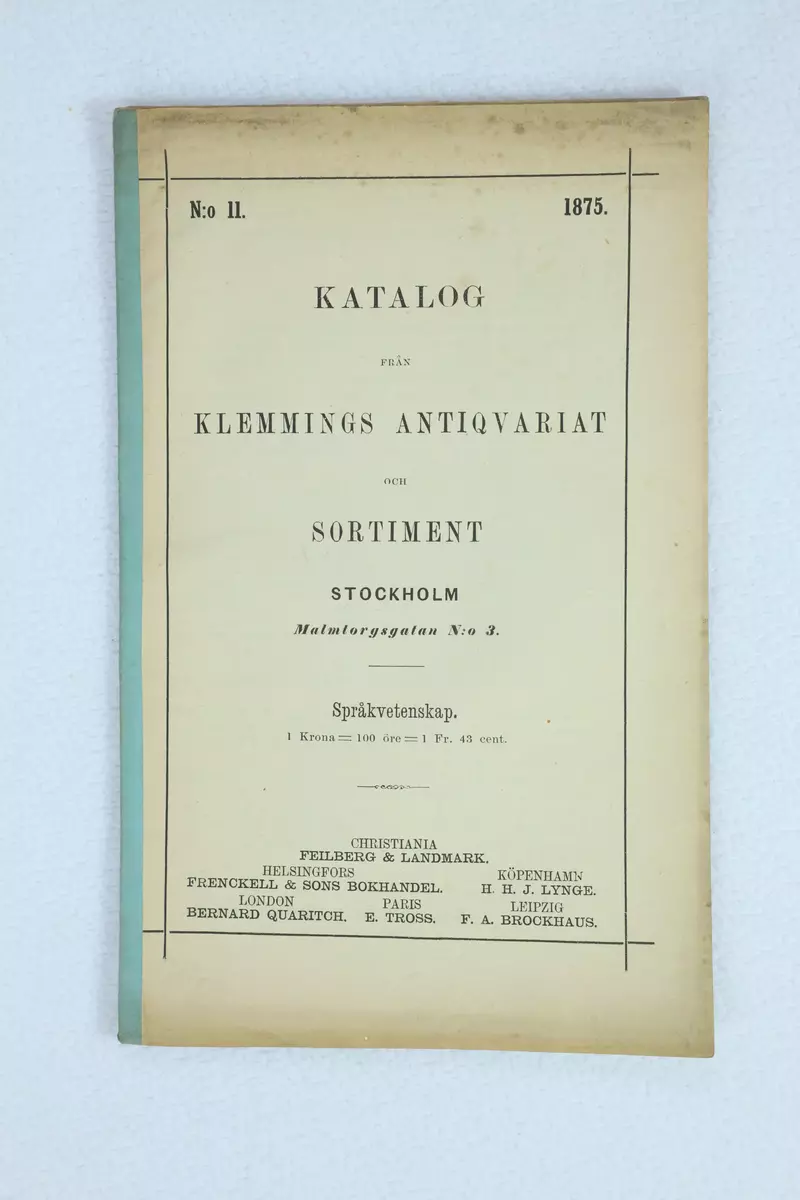 N:o 11. 1875.
KATALOG
FRÅN
KLEMMINGS ANTIQVARIAT
OCH
SORTIMENT
STOCKHOLM
Malmtorgsgatan N:o 3.
Språkvetenskap.
1 Krona = 100 öre = 1 Fr. 43 cent.
CHRISTIANIA
FEILBERG & LANDMARK.
HELSINGFORS KÖPENHAMN
FRENCKELL & SONS BOKHANDEL. H. H. J. LYNGE.
LONDON PARIS LEIPZIG
BERNARD QUARITCH. E. TROSS. F. A. BROCKHAUS.